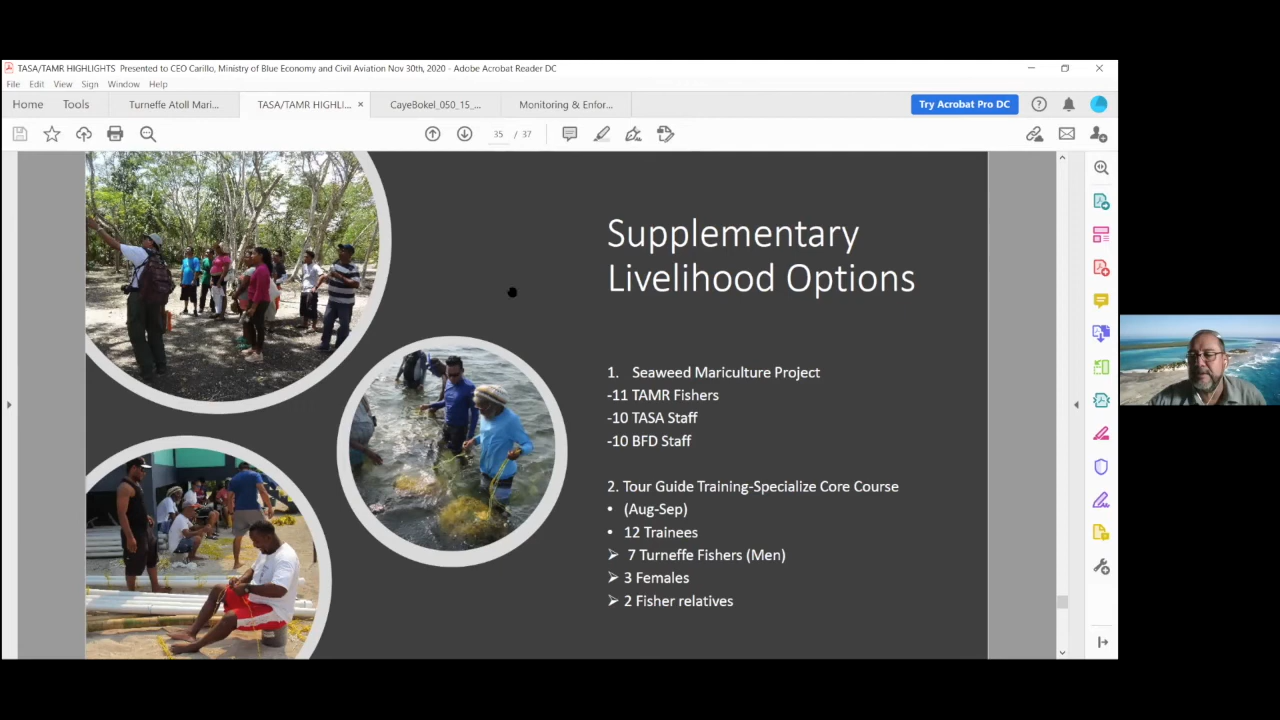 TASA/TAMR HIGHLIGHTS Presented to CEO Carillo, Ministry of Blue Economy and Civil Aviation Nov 30th, 2020 - Adobe Acrobat Reader DC
File Edit View Sign Window Help
Home Tools Turneffe Atoll Mari... TASA/TAMR HIGHLI... × CayeBokel_050_15_... Monitoring & Enfor... Try Acrobat Pro DC
35 / 37
Supplementary
Livelihood Options
1. Seaweed Mariculture Project
-11 TAMR Fishers
-10 TASA Staff
-10 BFD Staff
2. Tour Guide Training-Specialize Core Course
• (Aug-Sep)
• 12 Trainees
➢ 7 Turneffe Fishers (Men)
➢ 3 Females
➢ 2 Fisher relatives